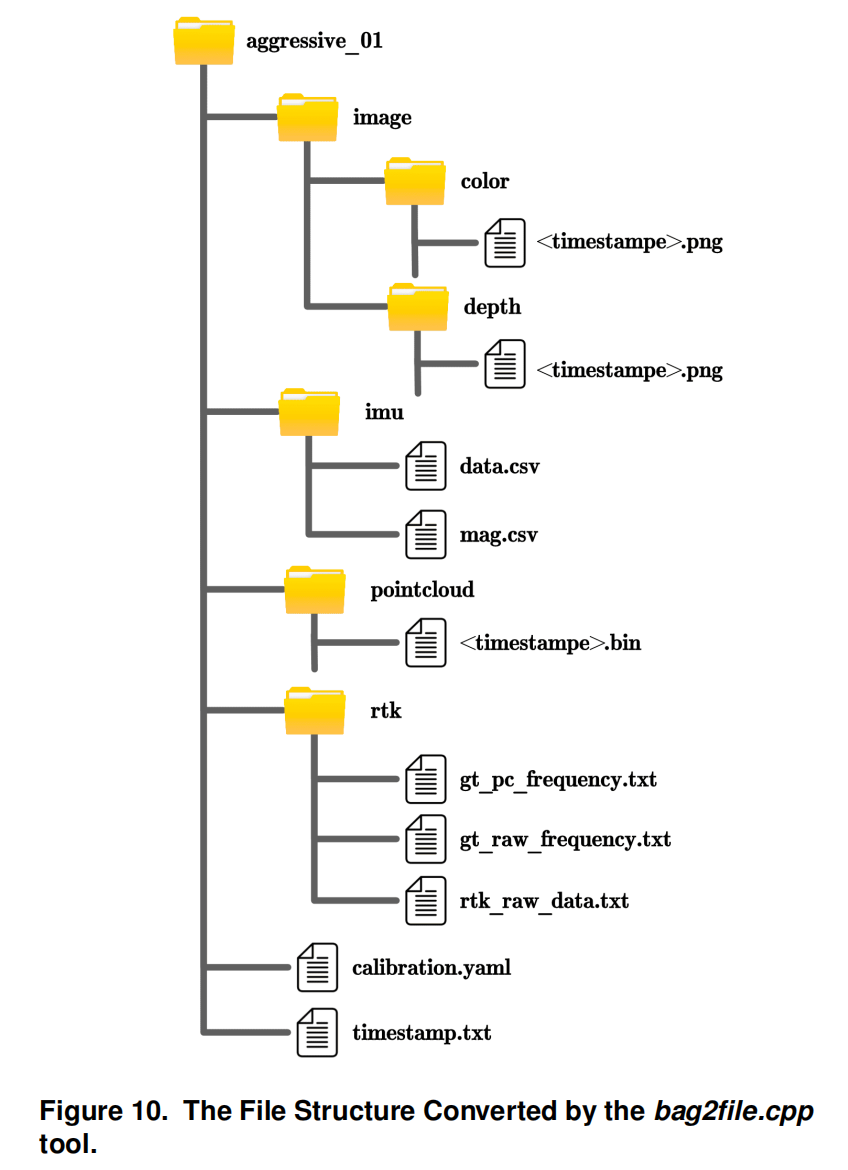 aggressive_01
image
color
<timestampe>.png
depth
<timestampe>.png
imu
data.csv
mag.csv
pointcloud
<timestampe>.bin
rtk
gt_pc_frequency.txt
gt_raw_frequency.txt
rtk_raw_data.txt
calibration.yaml
timestamp.txt
Figure 10. The File Structure Converted by the bag2file.cpp
tool.